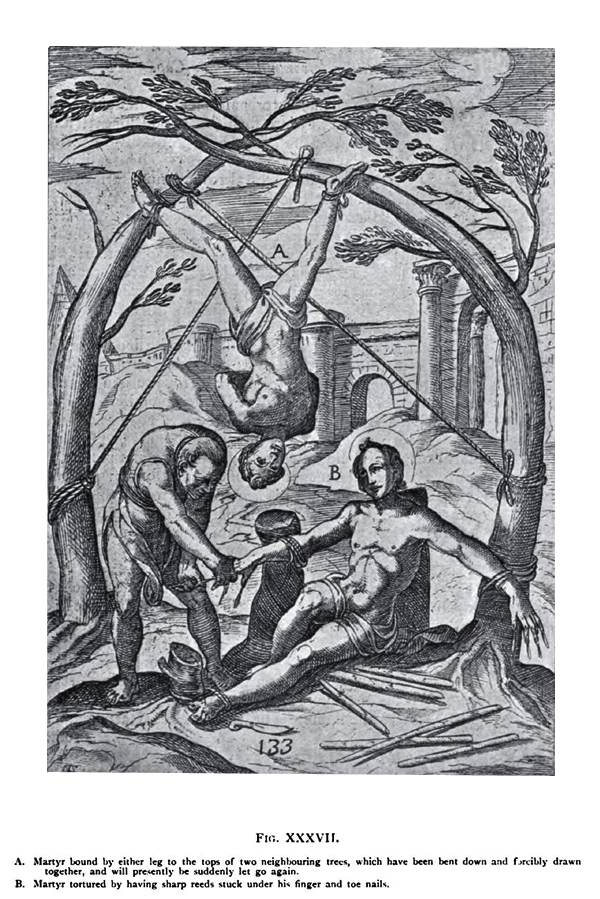 A
B
133
FIG. XXXVII.
A. Martyr bound by either leg to the tops of two neighbouring trees, which have been bent down and forcibly drawn
together, and will presently be suddenly let go again.
B. Martyr tortured by having sharp reeds stuck under his finger and toe nails.